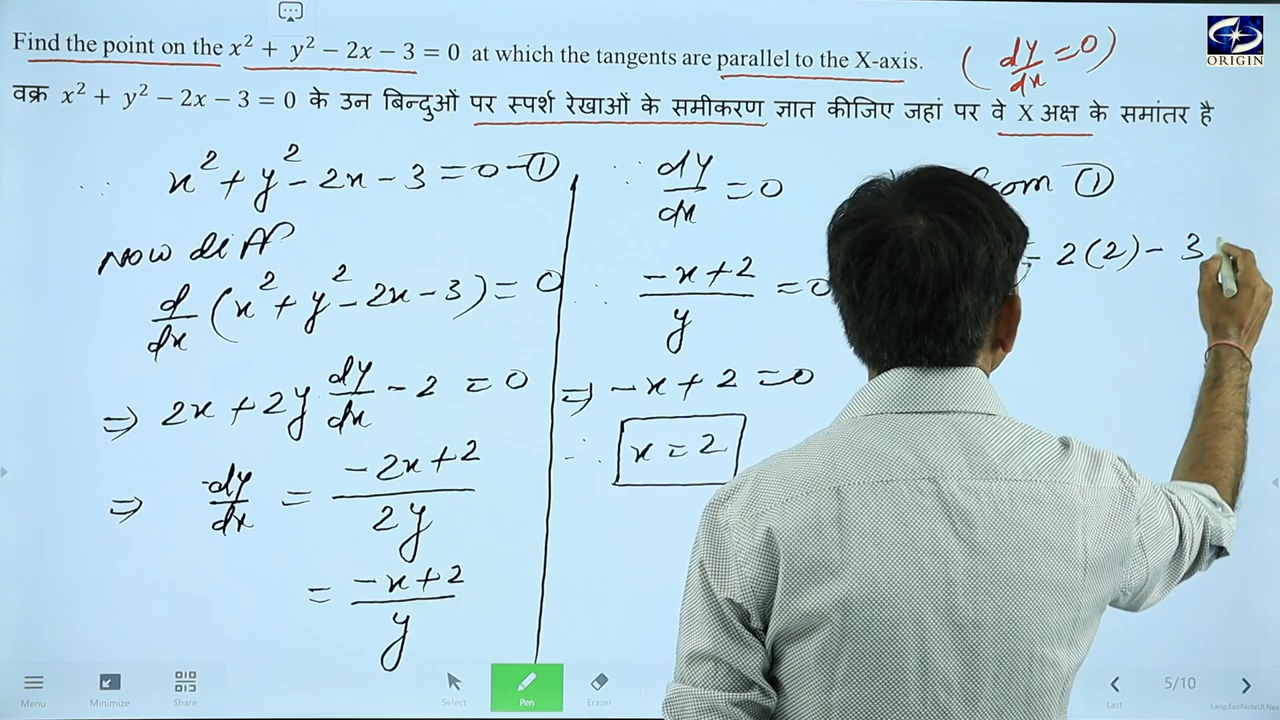 ORIGIN
Find the point on the x² + y² − 2x − 3 = 0 at which the tangents are parallel to the X-axis. (dy/dx = 0)
वक्र x² + y² − 2x − 3 = 0 के उन बिन्दुओं पर स्पर्श रेखाओं के समीकरण ज्ञात कीजिए जहां पर वे X अक्ष के समांतर है
∵ x² + y² − 2x − 3 = 0 – ①
Now diff
d/dx (x² + y² − 2x − 3) = 0
⇒ 2x + 2y dy/dx − 2 = 0
⇒ dy/dx = (−2x + 2)/2y
= (−x + 2)/y
∵ dy/dx = 0
∴ (−x + 2)/y = 0
⇒ −x + 2 = 0
∴ x = 2
from ①
− 2(2) − 3
Menu
Minimize
Share
Select
Pen
Eraser
Last
5/10
Lang.EasiNoteUI.Nex